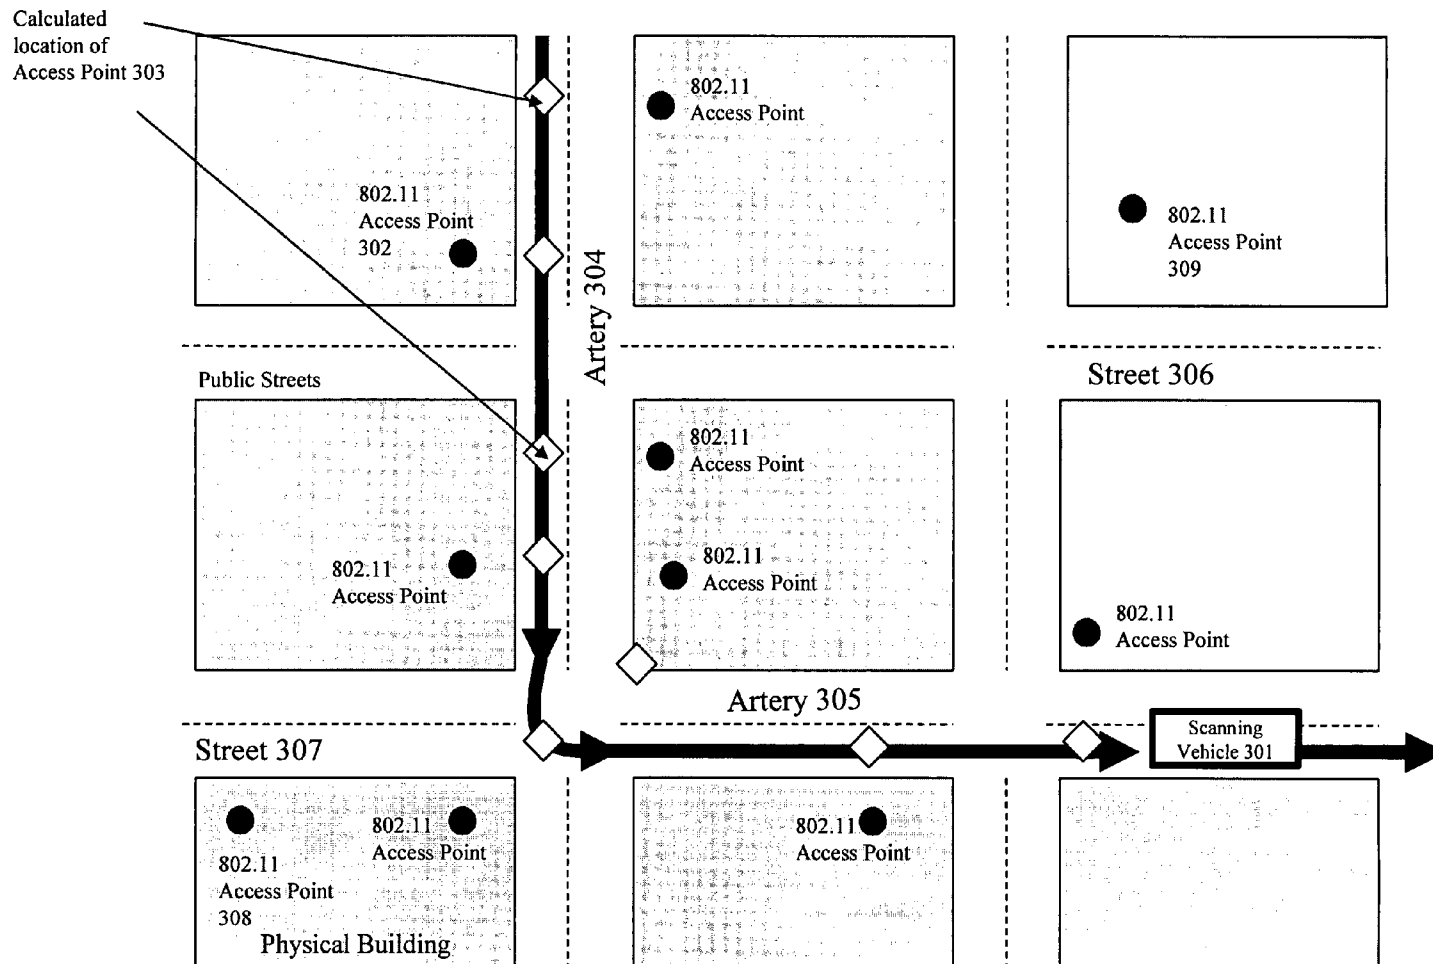 Calculated
location of
Access Point 303
802.11
Access Point
802.11
Access Point
302
802.11
Access Point
309
Artery 304
Public Streets
Street 306
802.11
Access Point
802.11
Access Point
802.11
Access Point
802.11
Access Point
Artery 305
Street 307
Scanning
Vehicle 301
802.11
Access Point
802.11
Access Point
802.11
Access Point
308
Physical Building